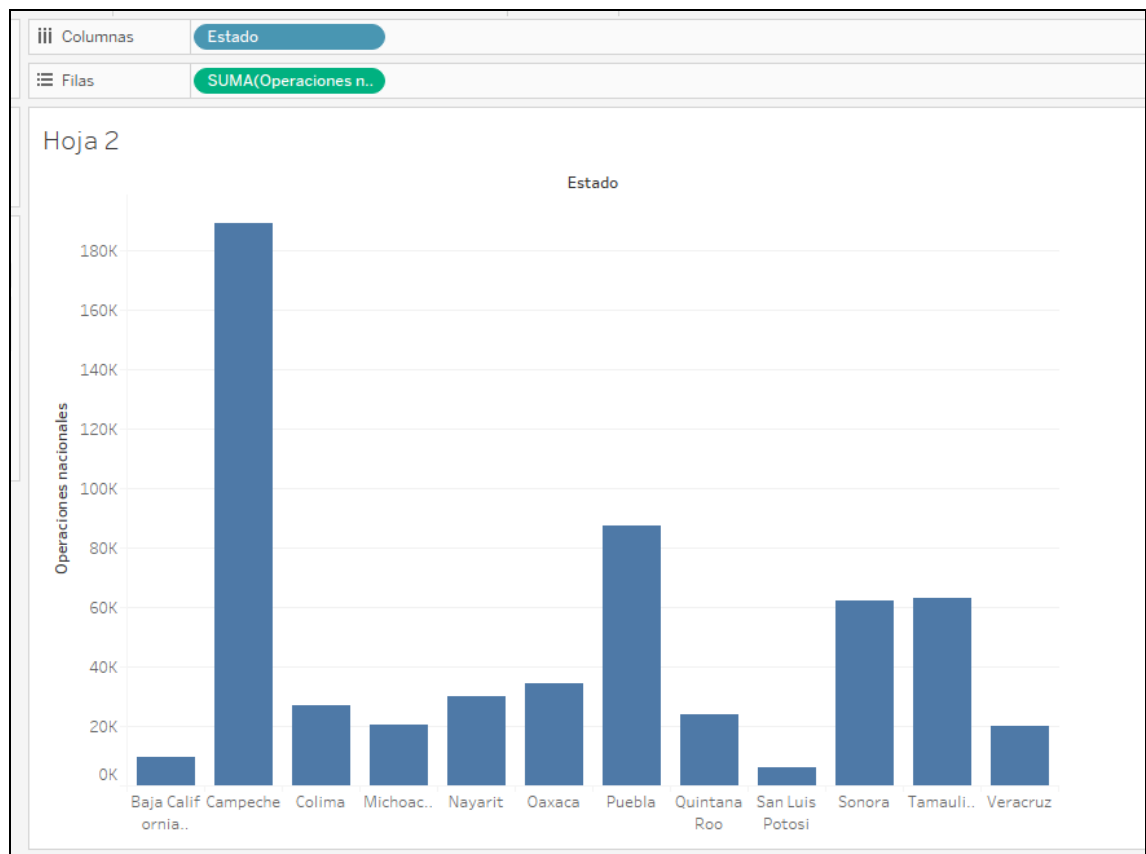 Columnas
Estado
Filas
SUMA(Operaciones n..
Hoja 2
Estado
Operaciones nacionales
180K
160K
140K
120K
100K
80K
60K
40K
20K
0K
Baja Calif
ornia..
Campeche
Colima
Michoac..
Nayarit
Oaxaca
Puebla
Quintana
Roo
San Luis
Potosi
Sonora
Tamauli..
Veracruz